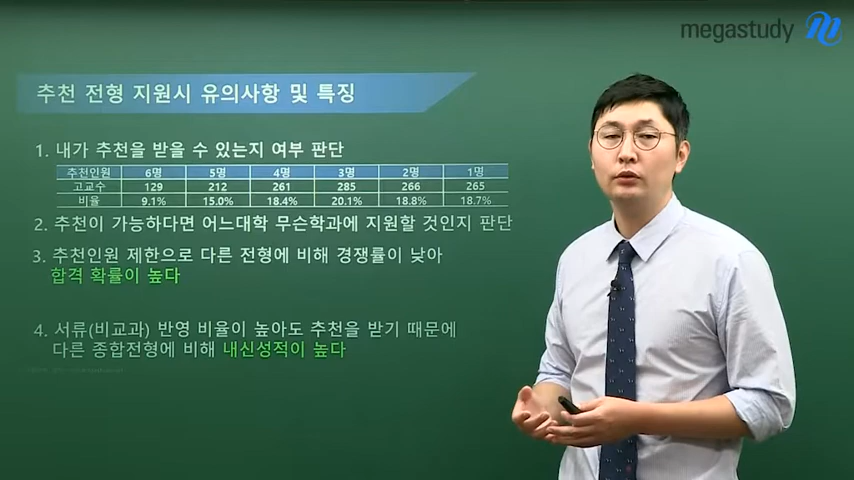 megastudy
추천 전형 지원시 유의사항 및 특징
1. 내가 추천을 받을 수 있는지 여부 판단
추천인원 6명 5명 4명 3명 2명 1명
고교수 129 212 261 285 266 265
비율 9.1% 15.0% 18.4% 20.1% 18.8% 18.7%
2. 추천이 가능하다면 어느대학 무슨학과에 지원할 것인지 판단
3. 추천인원 제한으로 다른 전형에 비해 경쟁률이 낮아
합격 확률이 높다
4. 서류(비교과) 반영 비율이 높아도 추천을 받기 때문에
다른 종합전형에 비해 내신성적이 높다